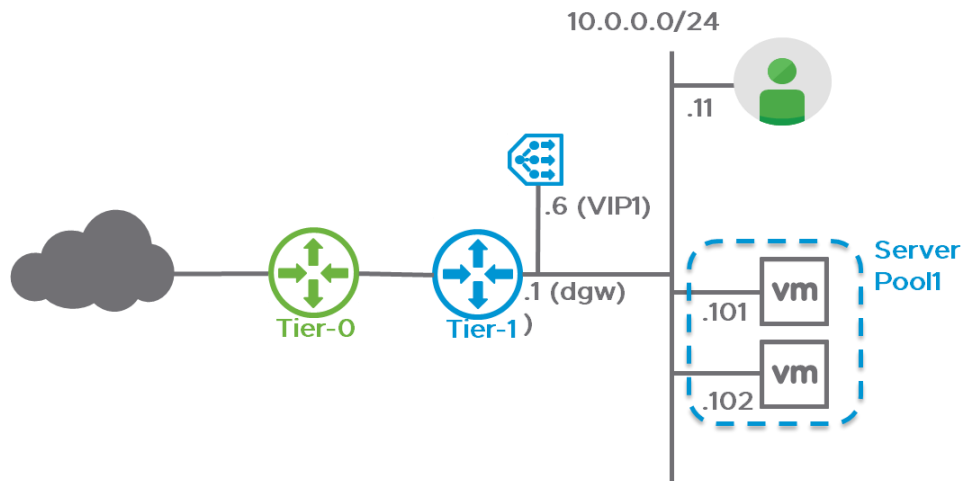 10.0.0.0/24
.11
.6 (VIP1)
Server
Pool1
.1 (dgw)
)
Tier-0
Tier-1
.101
vm
.102
vm